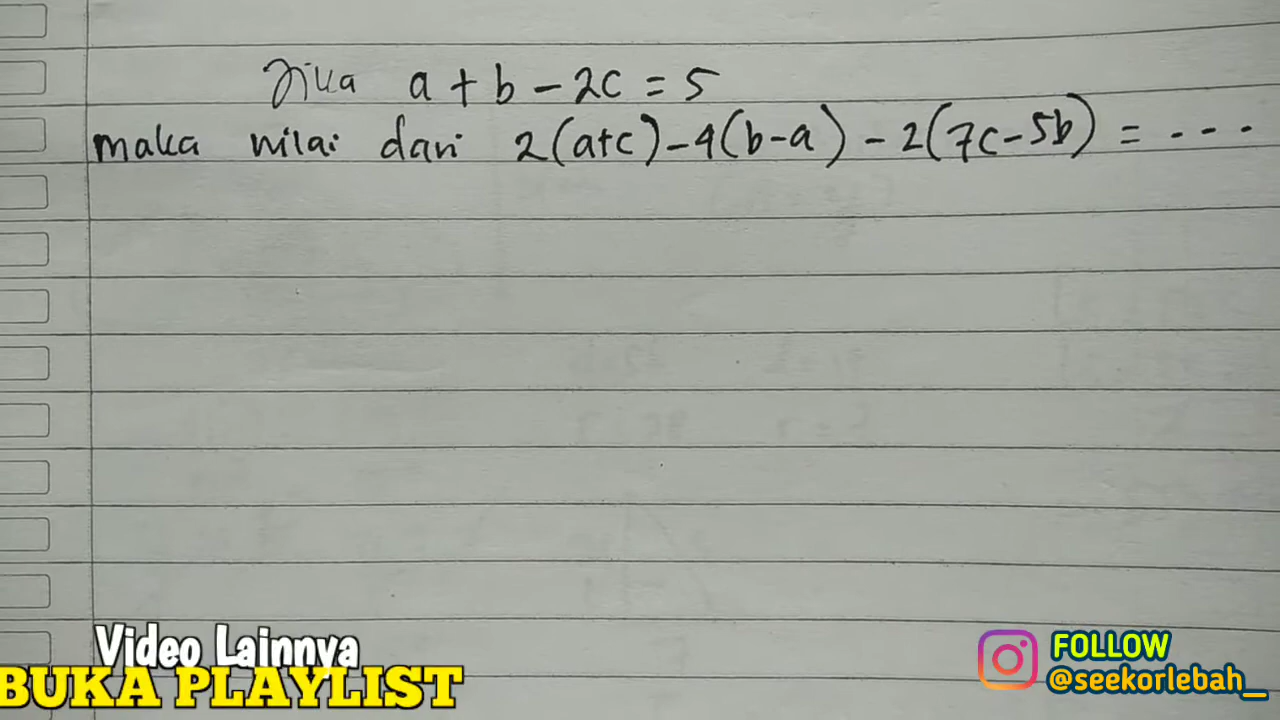 Jika a + b - 2c = 5
maka nilai dari 2(a+c) - 4(b-a) - 2(7c-5b) = ---
Video Lainnya
BUKA PLAYLIST
FOLLOW
@seekorlebah_